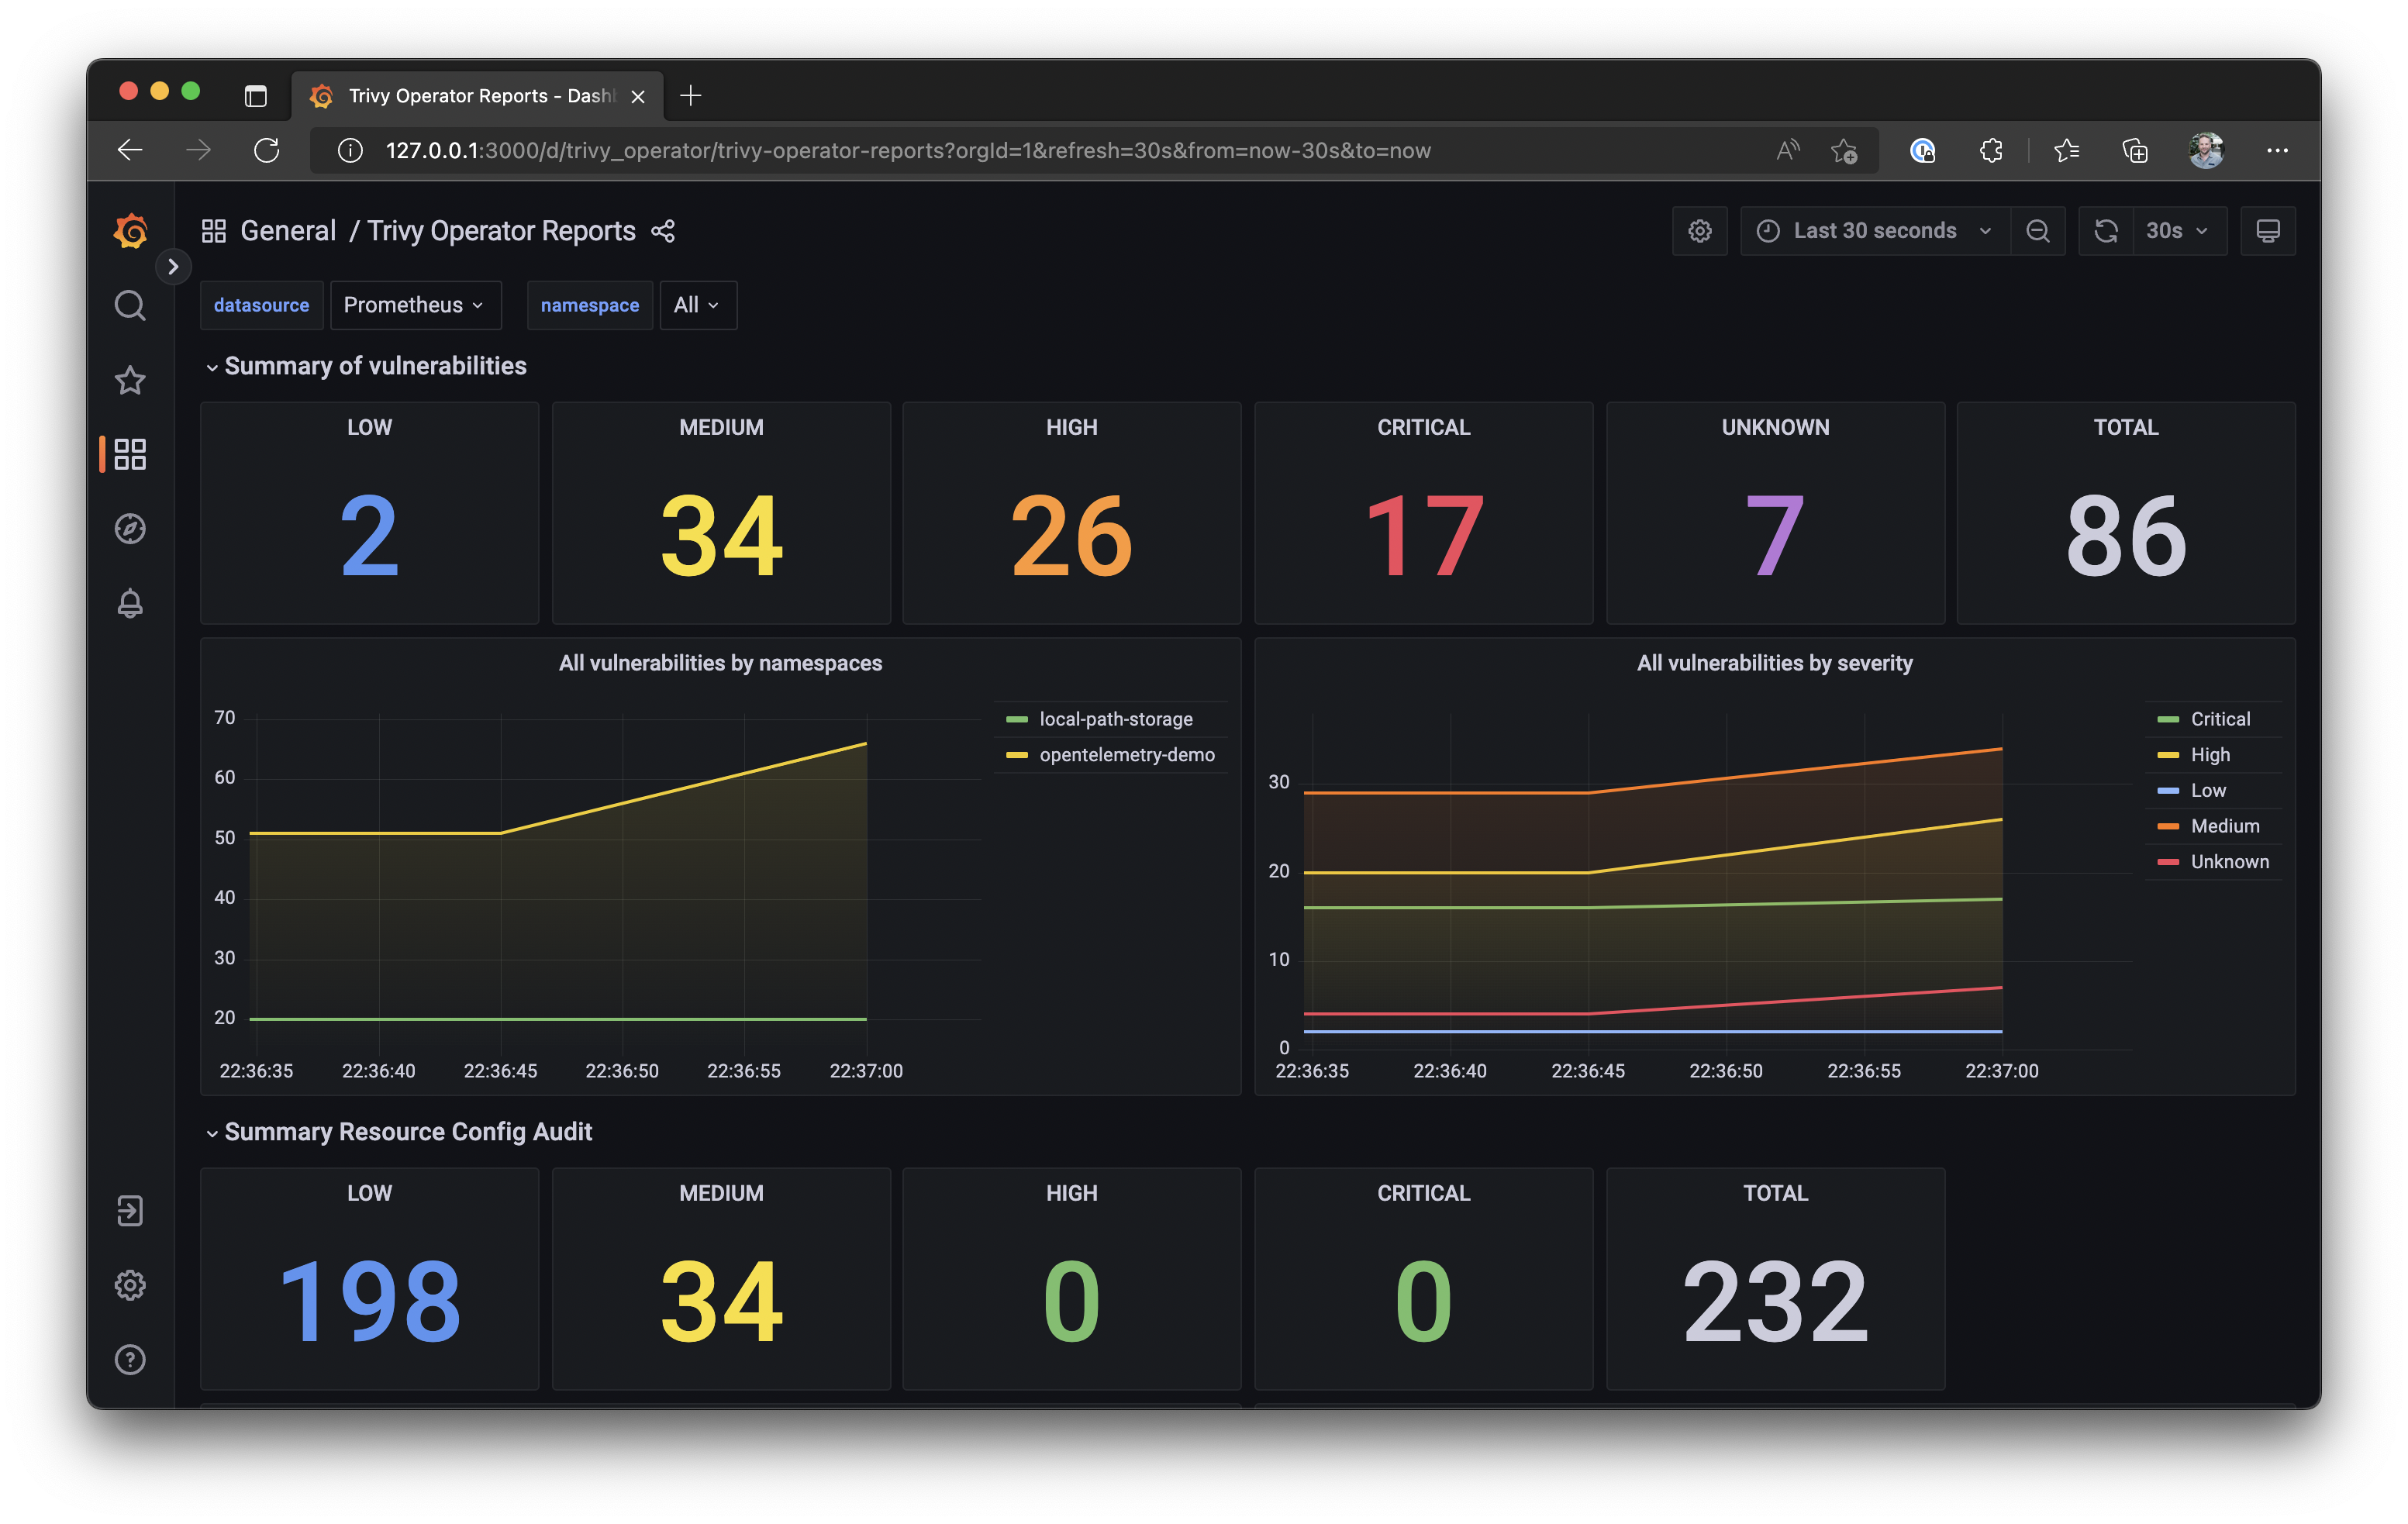 Trivy Operator Reports - Dash
127.0.0.1:3000/d/trivy_operator/trivy-operator-reports?orgId=1&refresh=30s&from=now-30s&to=now
General / Trivy Operator Reports
Last 30 seconds
30s
datasource
Prometheus
namespace
All
Summary of vulnerabilities
LOW
2
MEDIUM
34
HIGH
26
CRITICAL
17
UNKNOWN
7
TOTAL
86
All vulnerabilities by namespaces
70
60
50
40
30
20
22:36:35 22:36:40 22:36:45 22:36:50 22:36:55 22:37:00
local-path-storage
opentelemetry-demo
All vulnerabilities by severity
30
20
10
0
22:36:35 22:36:40 22:36:45 22:36:50 22:36:55 22:37:00
Critical
High
Low
Medium
Unknown
Summary Resource Config Audit
LOW
198
MEDIUM
34
HIGH
0
CRITICAL
0
TOTAL
232